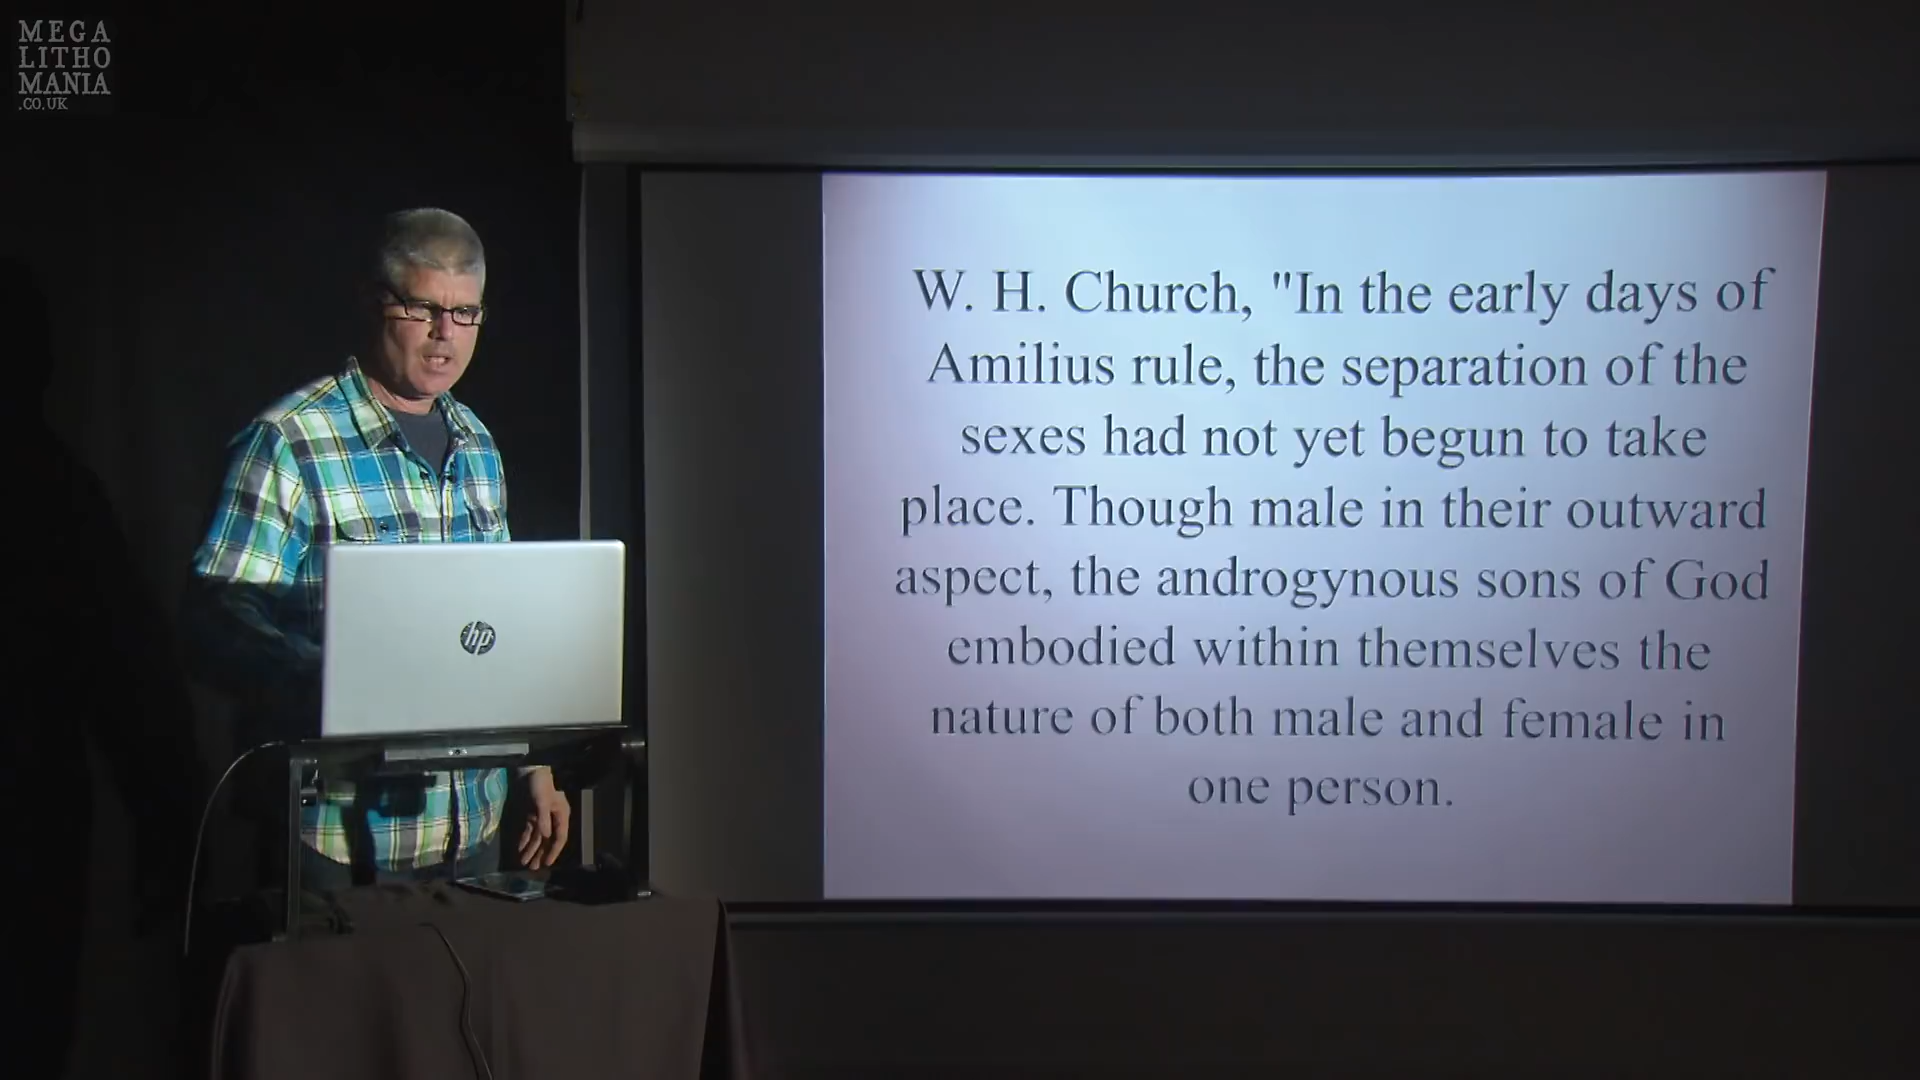 MEGA
LITHO
MANIA
.CO.UK
W. H. Church, "In the early days of
Amilius rule, the separation of the
sexes had not yet begun to take
place. Though male in their outward
aspect, the androgynous sons of God
embodied within themselves the
nature of both male and female in
one person.
hp